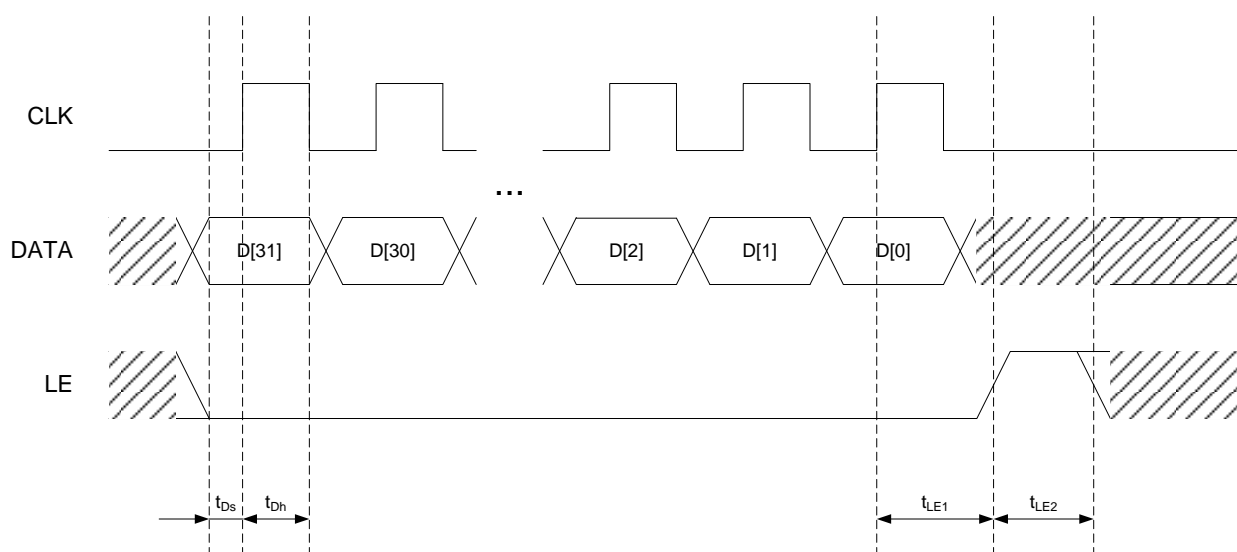 CLK
...
DATA
D[31] D[30] D[2] D[1] D[0]
LE
tDs tDh tLE1 tLE2